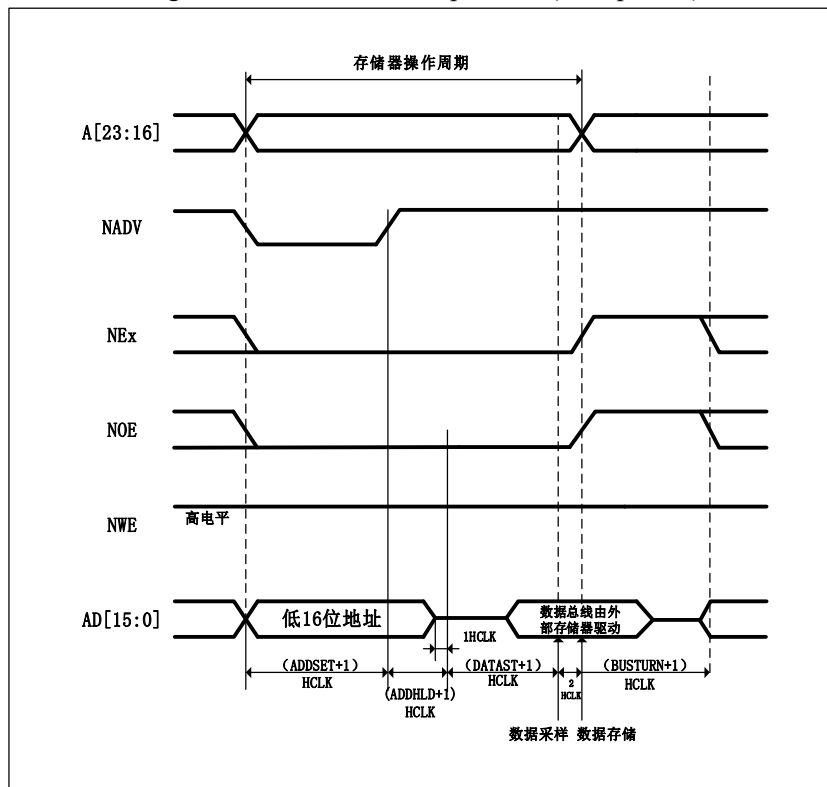 存储器操作周期
A[23:16]
NADV
NEx
NOE
NWE
高电平
AD[15:0]
低16位地址
数据总线由外
部存储器驱动
1HCLK
(ADDSET+1)
HCLK
(ADDHLD+1)
HCLK
(DATAST+1)
HCLK
2
HCLK
(BUSTURN+1)
HCLK
数据采样 数据存储